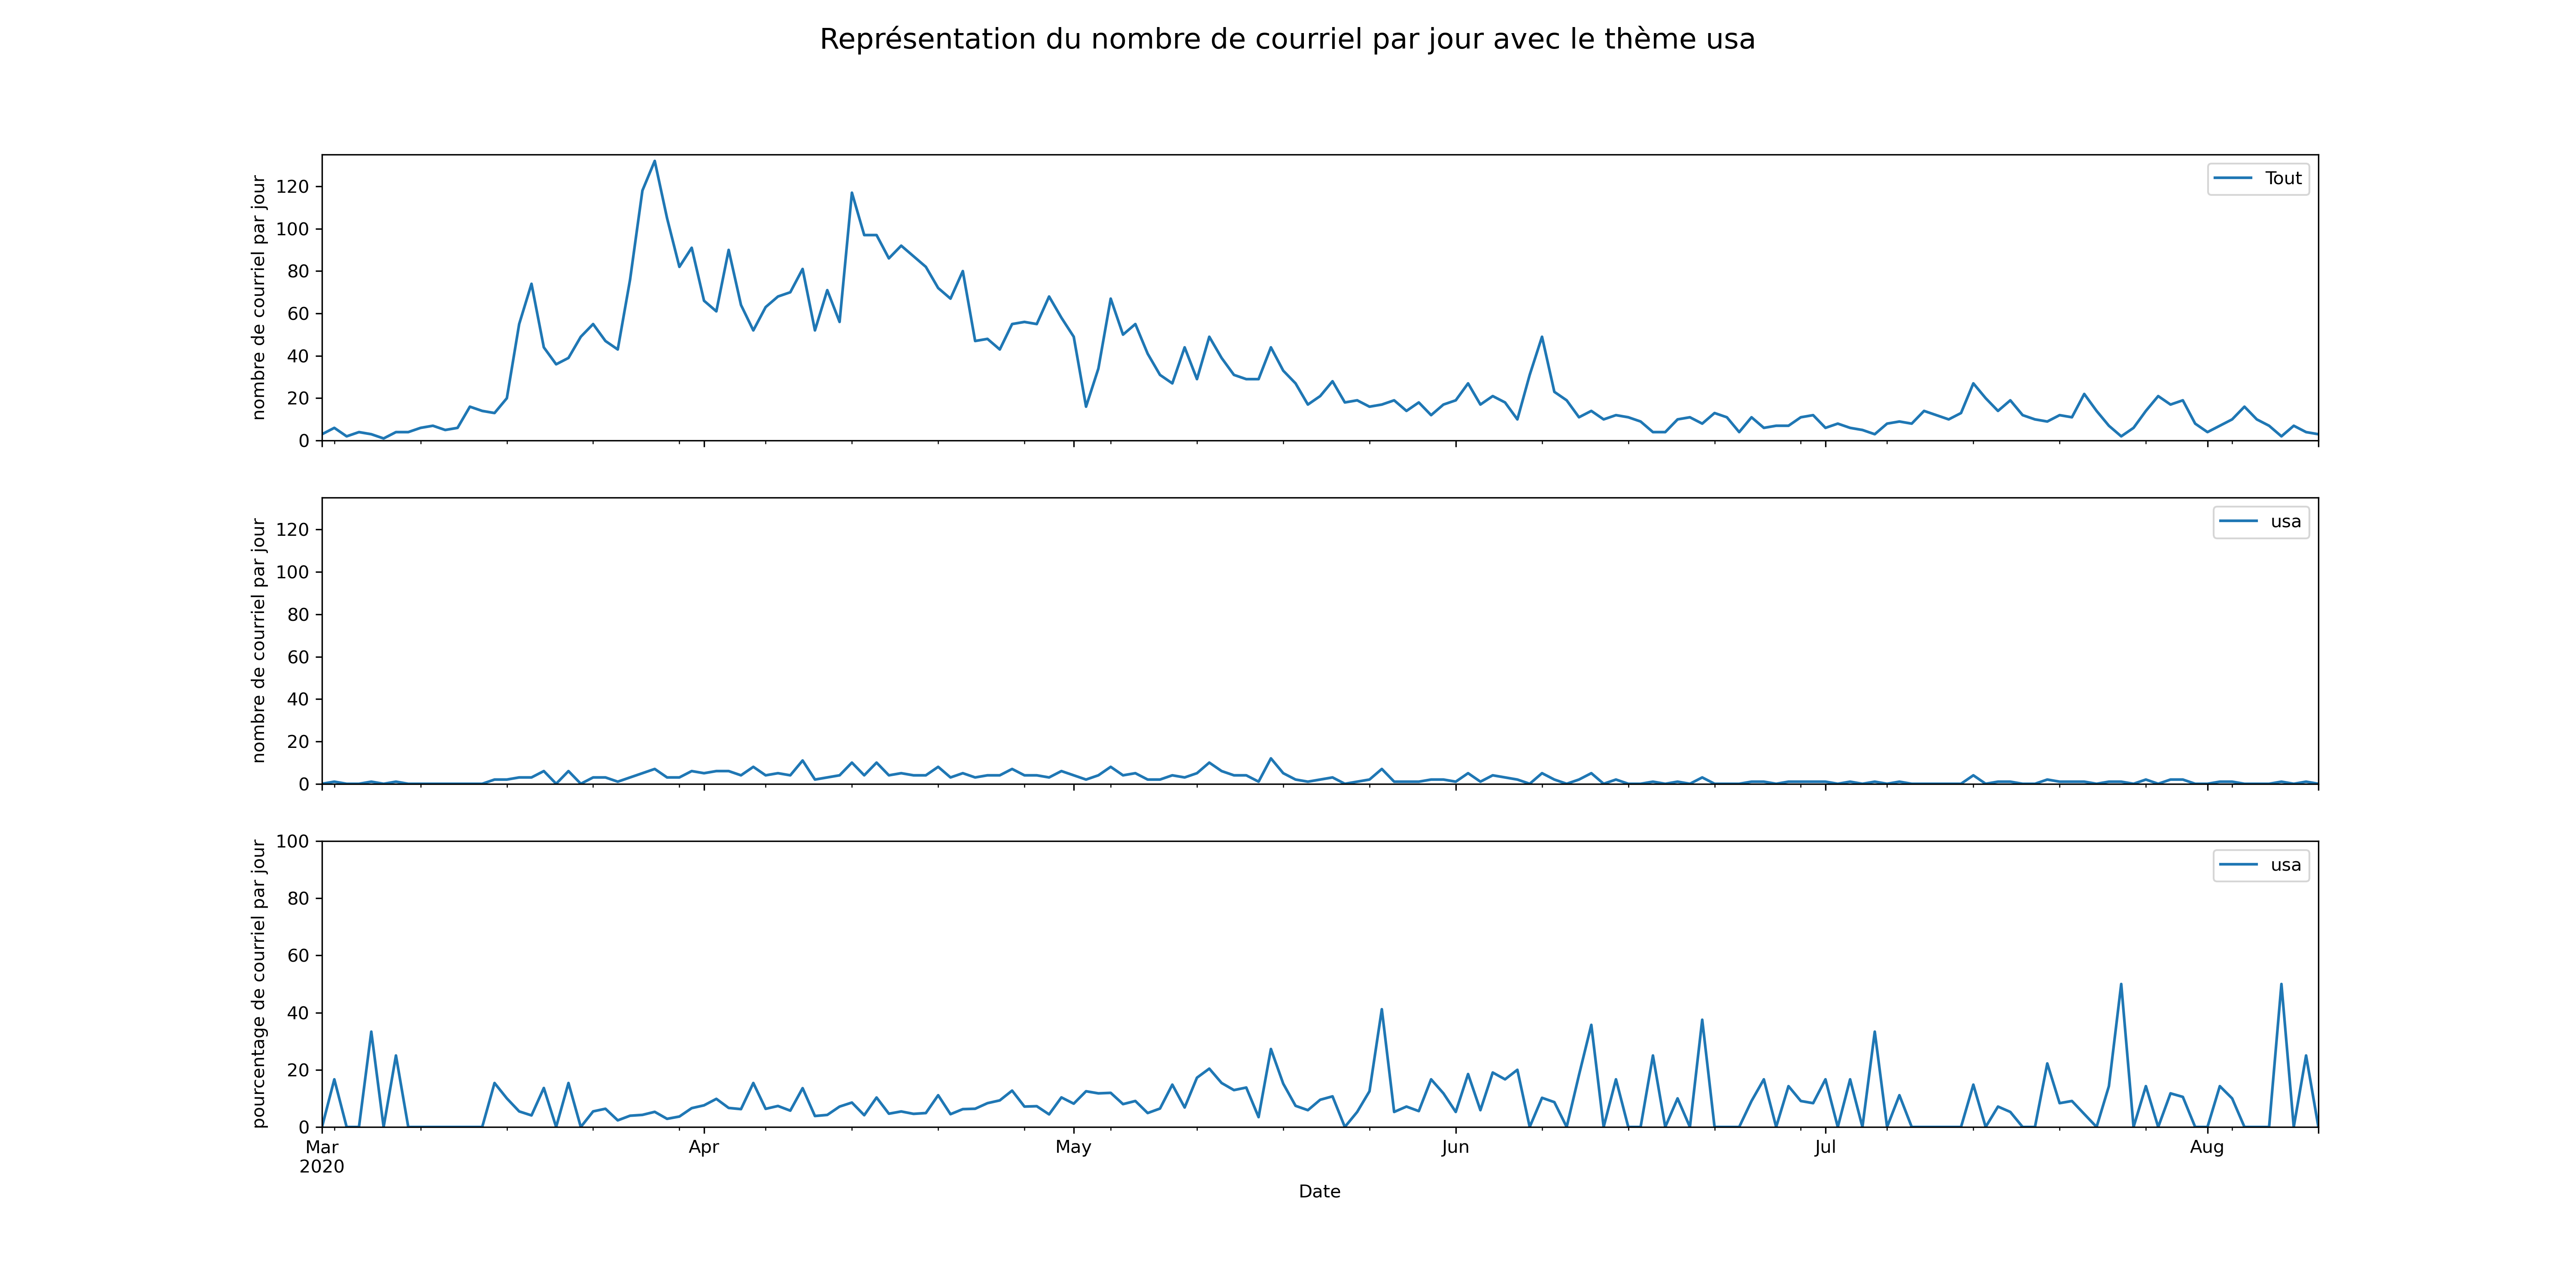 Représentation du nombre de courriel par jour avec le thème usa
nombre de courriel par jour
120
100
80
60
40
20
0
Tout
nombre de courriel par jour
120
100
80
60
40
20
0
usa
pourcentage de courriel par jour
100
80
60
40
20
0
usa
Mar Apr May Jun Jul Aug
2020
Date